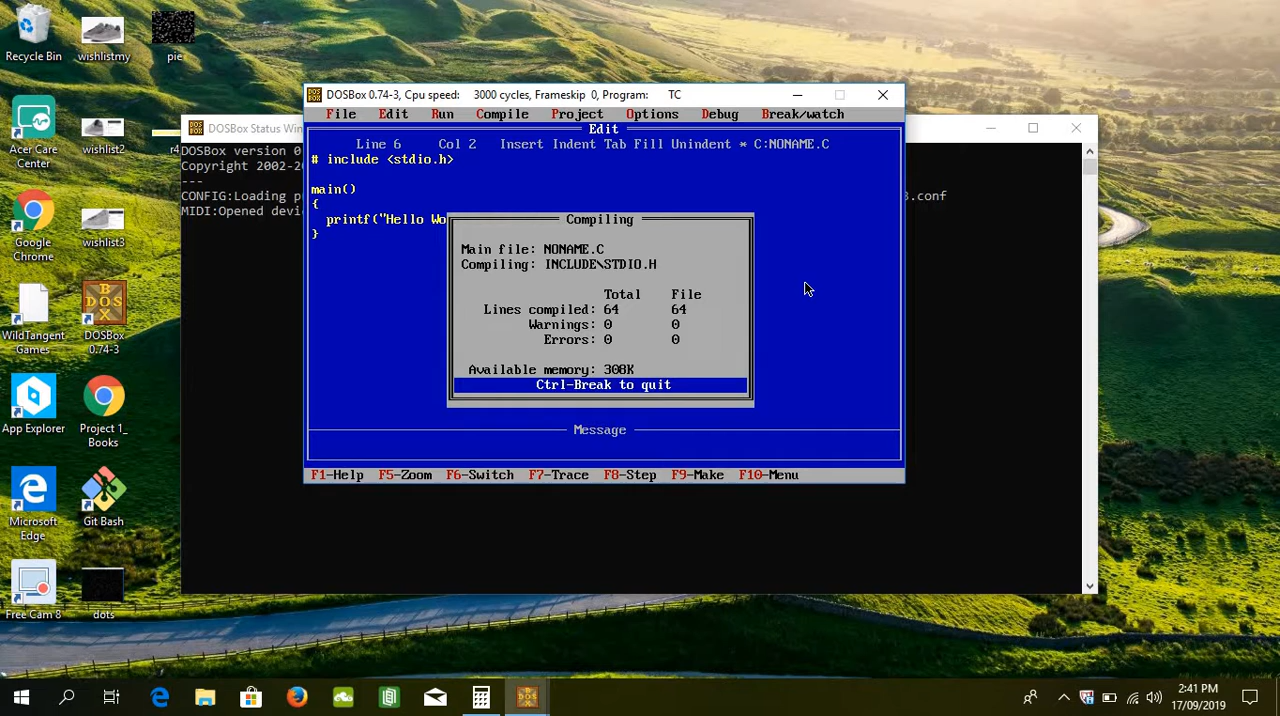 Recycle Bin
wishlistmy
pie
Acer Care
Center
wishlist2
r4
Google
Chrome
wishlist3
WildTangent
Games
DOSBox
0.74-3
App Explorer
Project 1_
Books
Microsoft
Edge
Git Bash
Free Cam 8
dots
DOSBox Status Win
DOSBox version 0
Copyright 2002-2
---
CONFIG:Loading p
3.conf
MIDI:Opened devi
DOSBox 0.74-3, Cpu speed: 3000 cycles, Frameskip 0, Program: TC
File Edit Run Compile Project Options Debug Break/watch
Edit
Line 6 Col 2 Insert Indent Tab Fill Unindent * C:NONAME.C
# include <stdio.h>
main()
{
printf("Hello Wo
}
Compiling
Main file: NONAME.C
Compiling: INCLUDE\STDIO.H
Total File
Lines compiled: 64 64
Warnings: 0 0
Errors: 0 0
Available memory: 308K
Ctrl-Break to quit
Message
F1-Help F5-Zoom F6-Switch F7-Trace F8-Step F9-Make F10-Menu
2:41 PM
17/09/2019